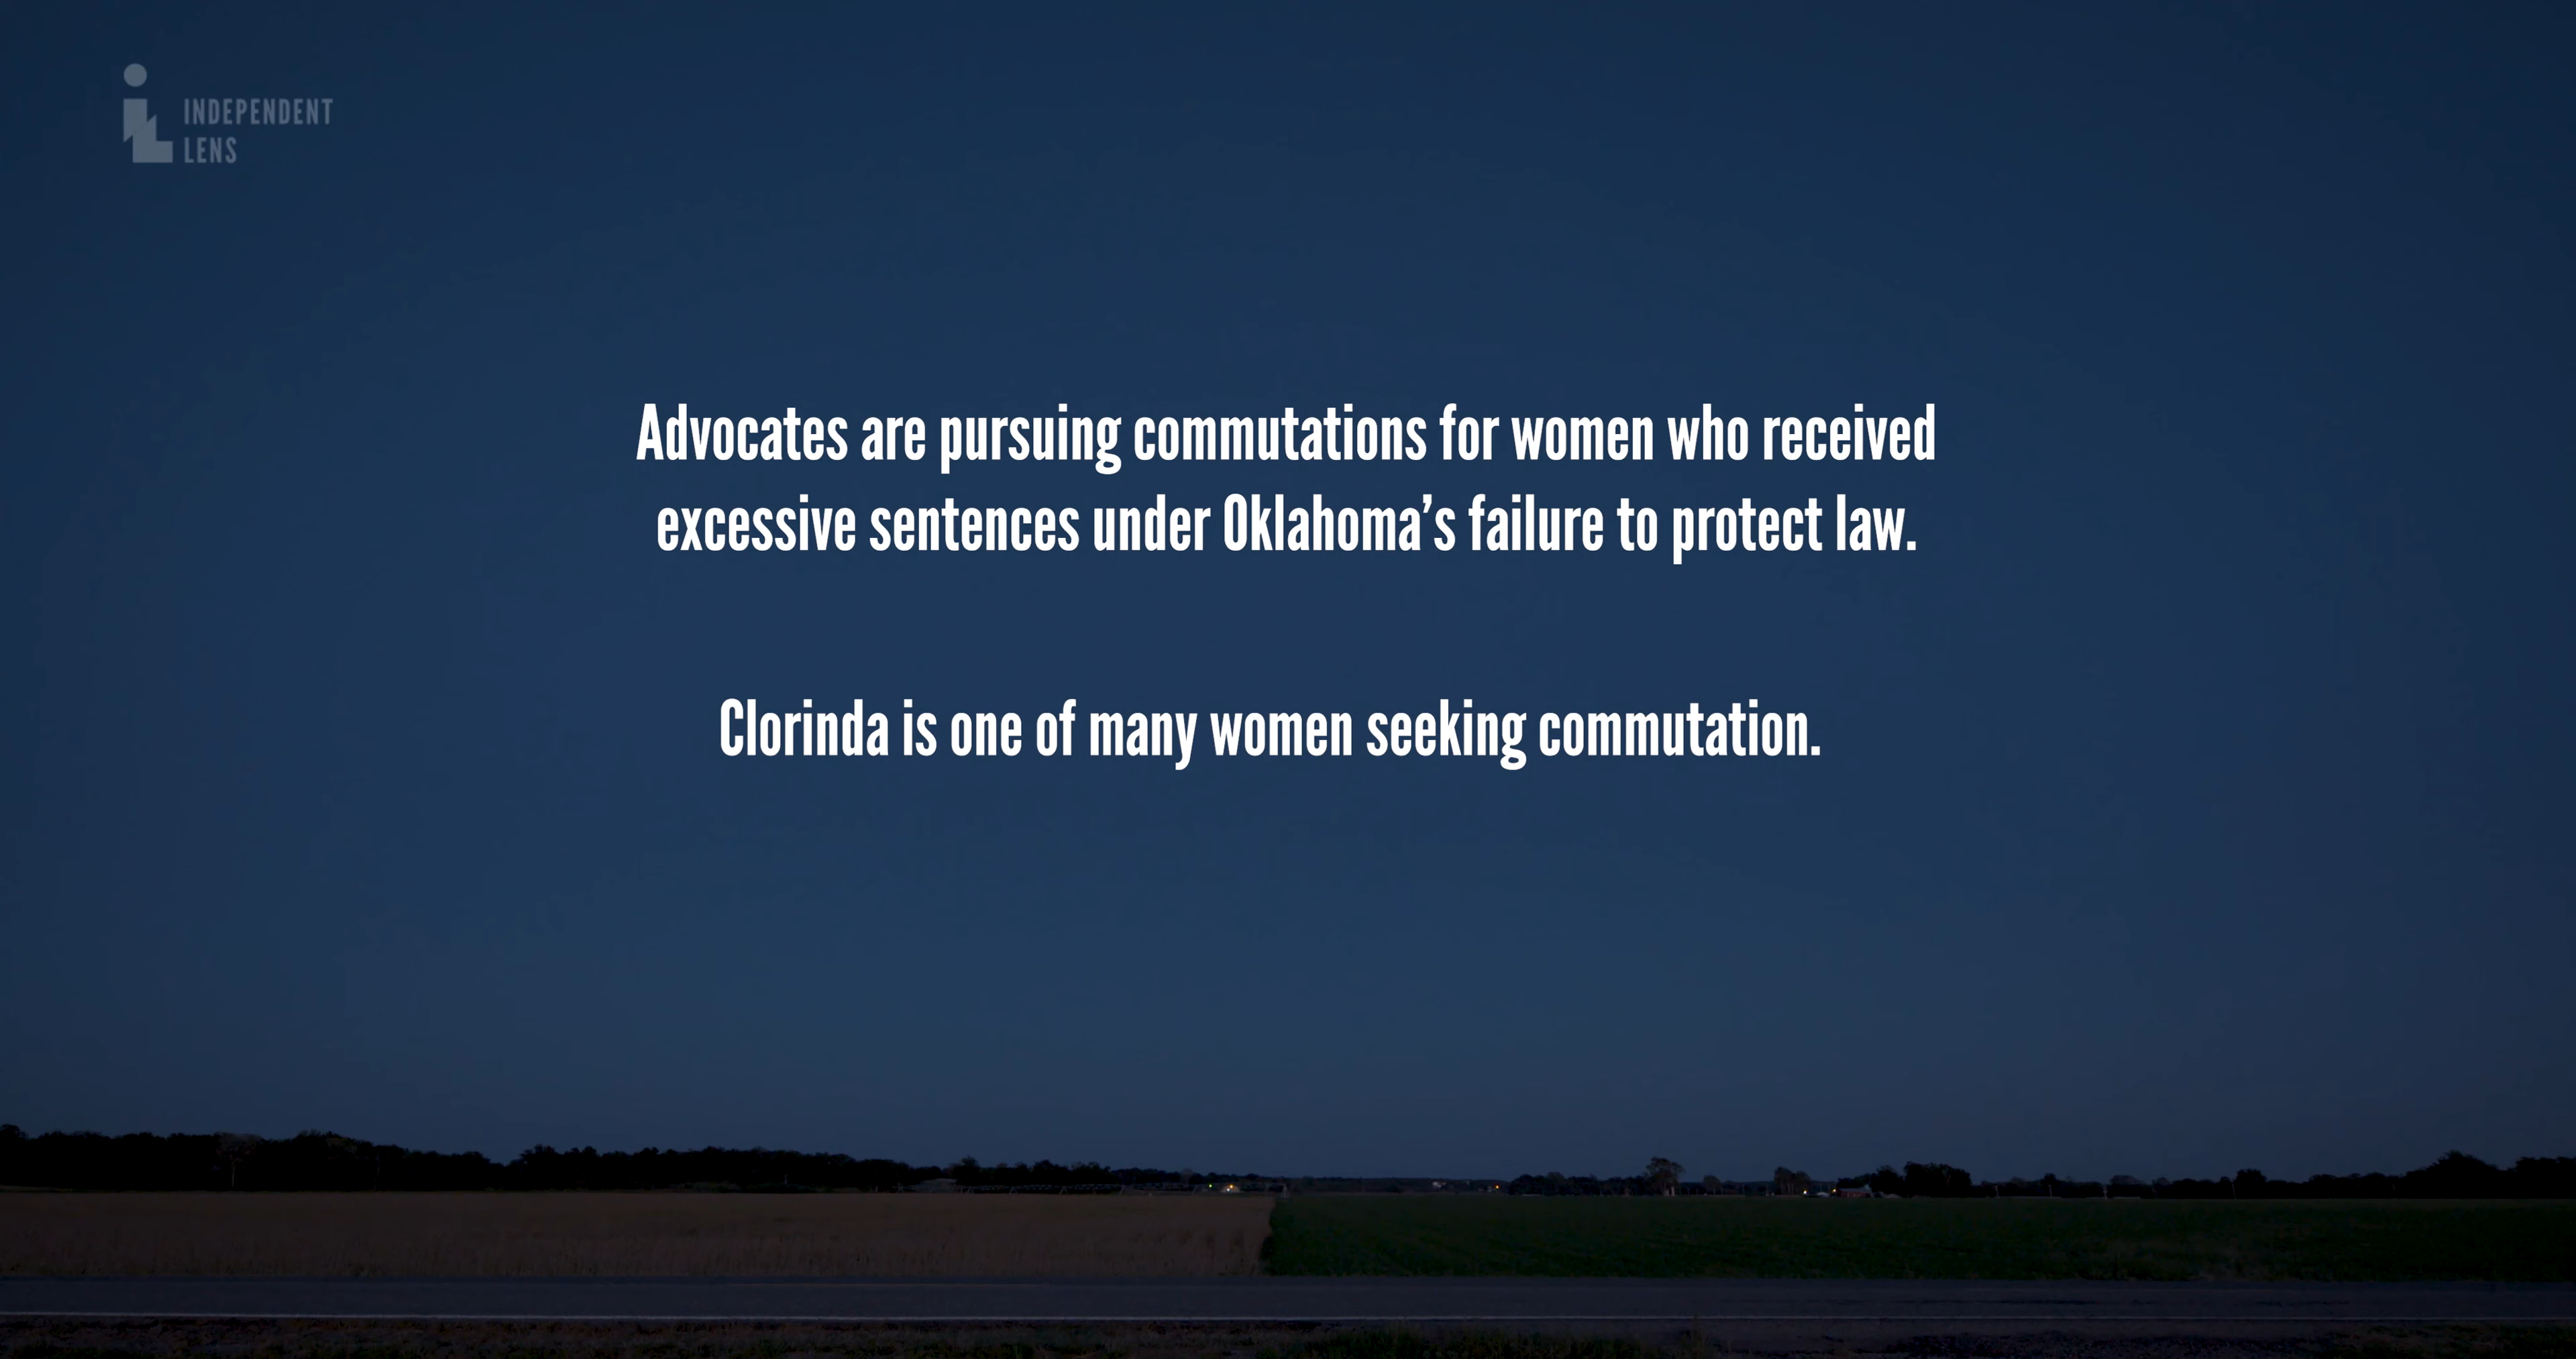 INDEPENDENT
LENS
Advocates are pursuing commutations for women who received
excessive sentences under Oklahoma’s failure to protect law.
Clorinda is one of many women seeking commutation.